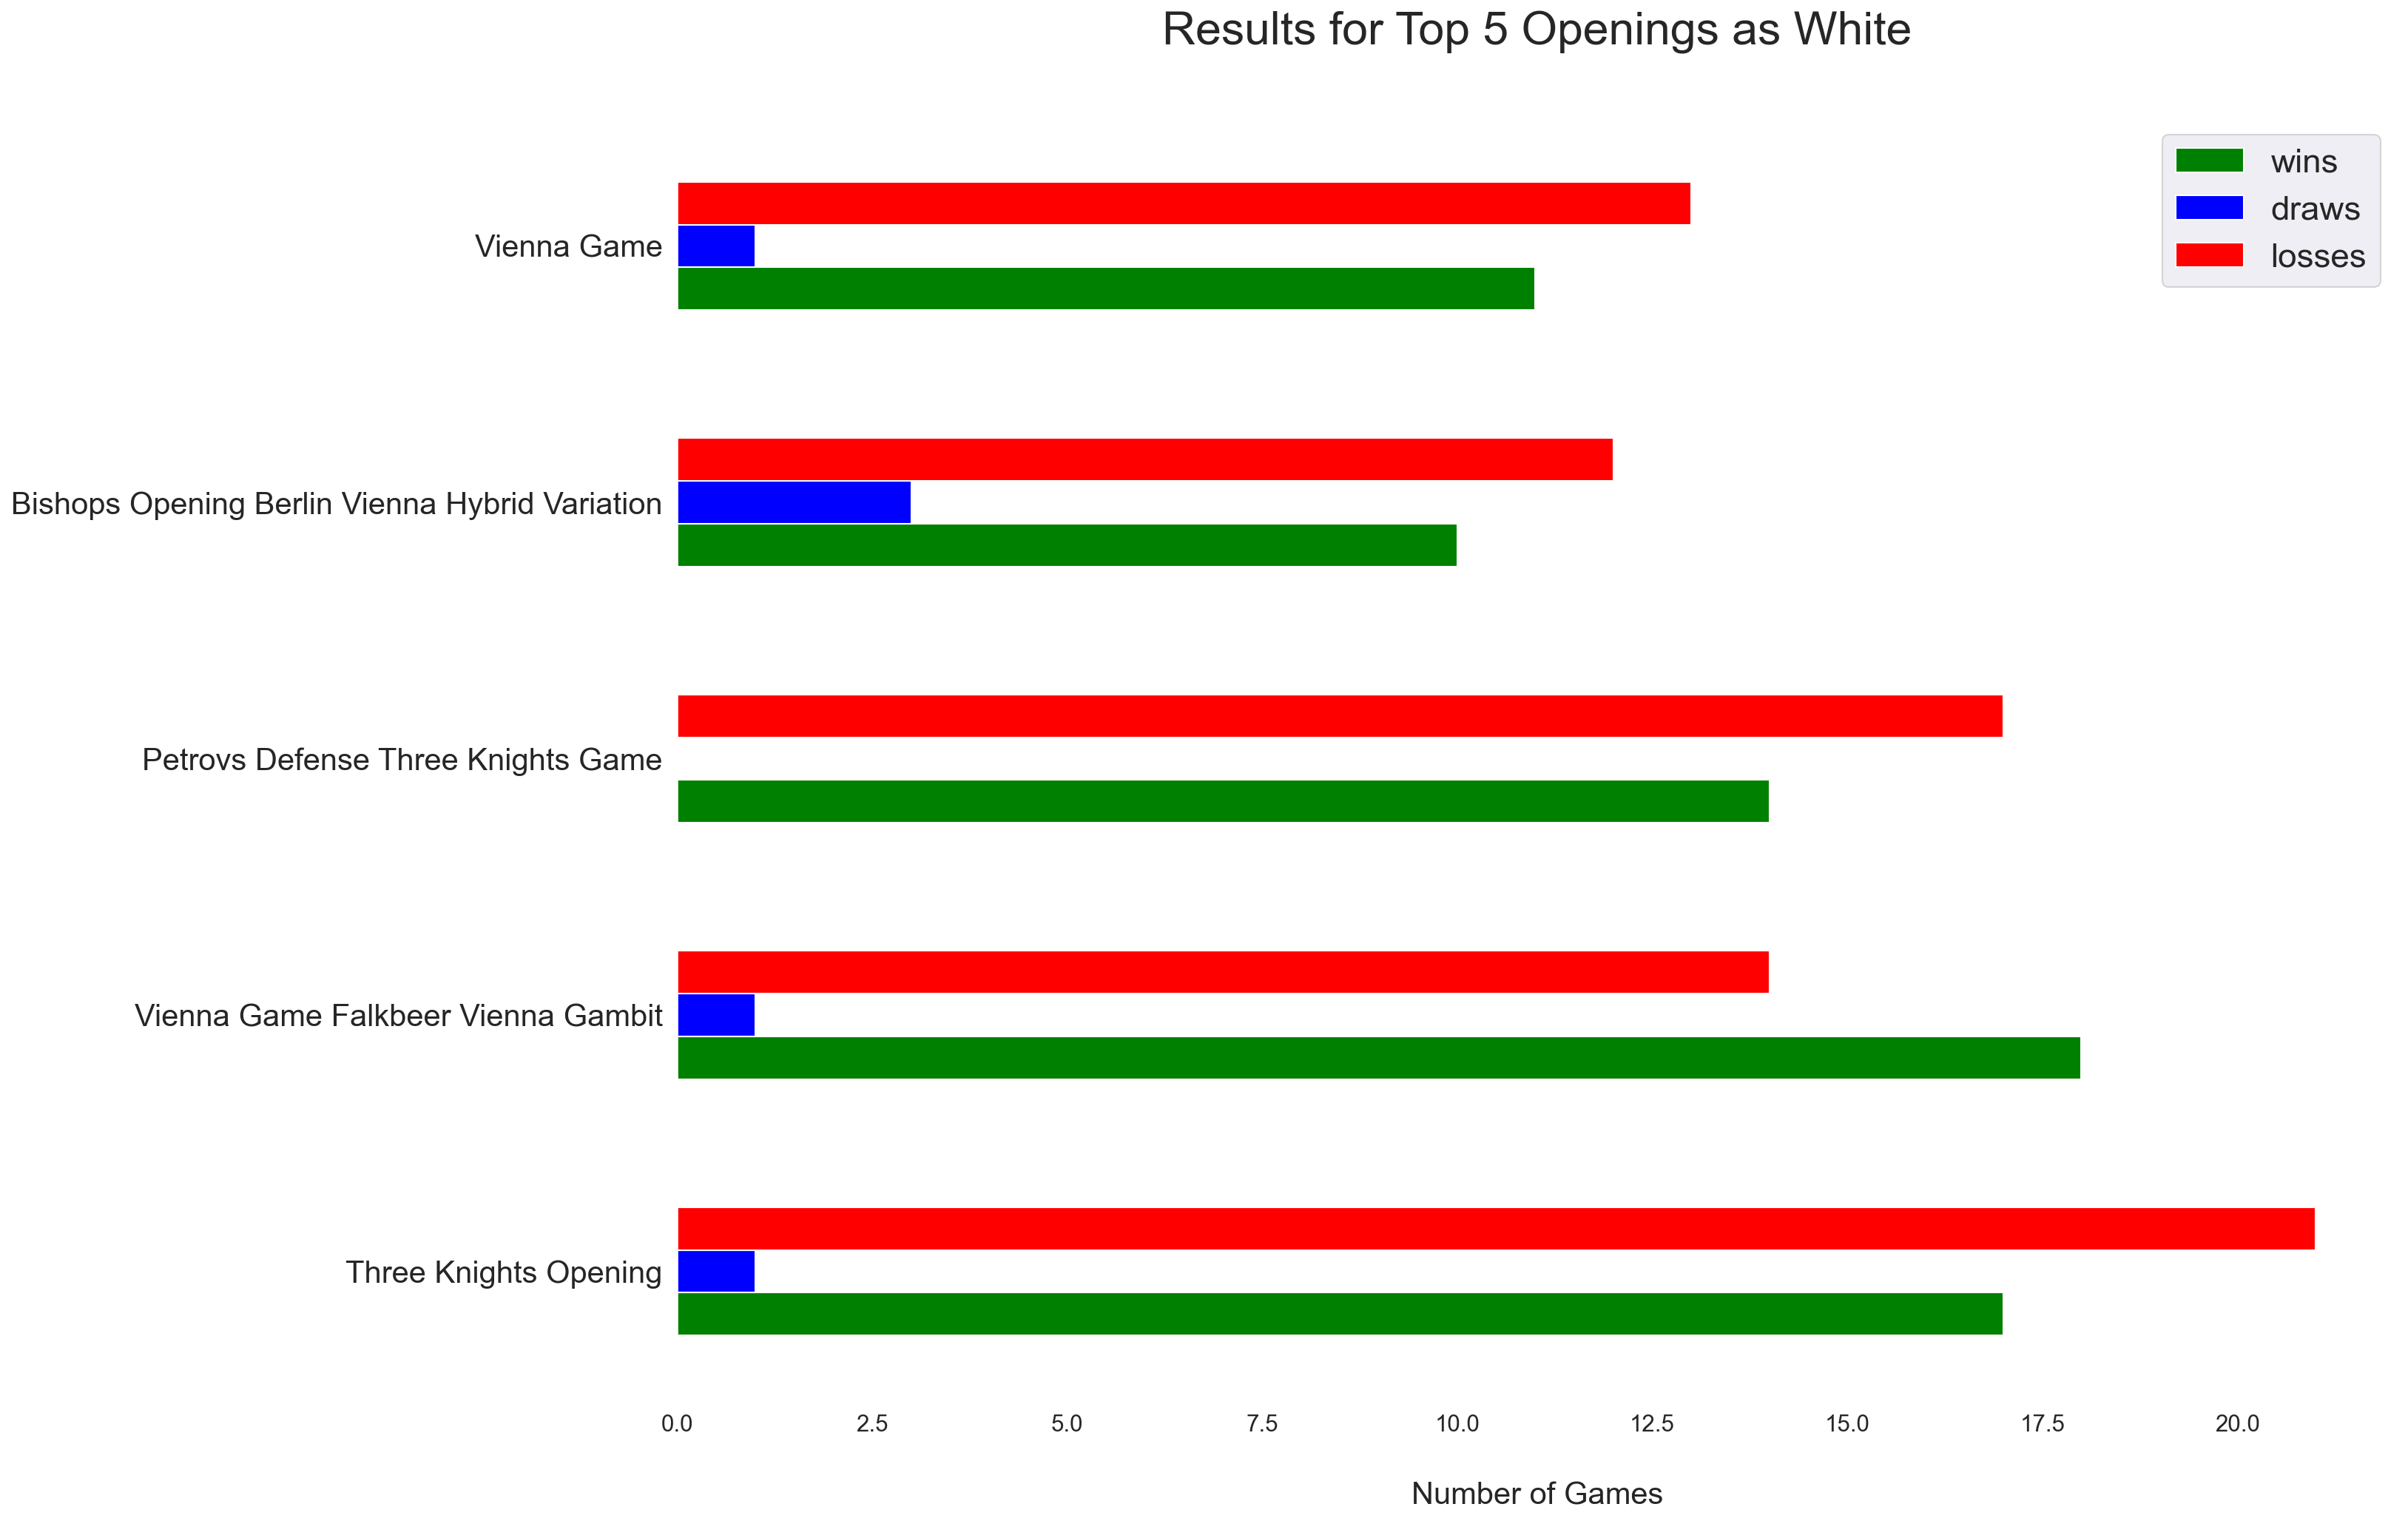 Results for Top 5 Openings as White
wins
draws
losses
Vienna Game
Bishops Opening Berlin Vienna Hybrid Variation
Petrovs Defense Three Knights Game
Vienna Game Falkbeer Vienna Gambit
Three Knights Opening
0.0 2.5 5.0 7.5 10.0 12.5 15.0 17.5 20.0
Number of Games